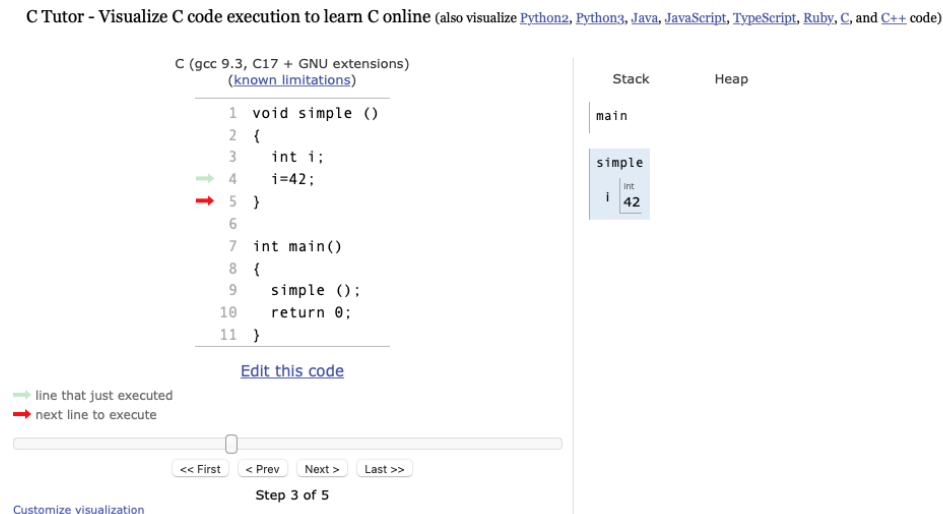 C Tutor - Visualize C code execution to learn C online (also visualize Python2, Python3, Java, JavaScript, TypeScript, Ruby, C, and C++ code)
C (gcc 9.3, C17 + GNU extensions)
(known limitations)
1 void simple ()
2 {
3   int i;
4   i=42;
5 }
6
7 int main()
8 {
9   simple ();
10   return 0;
11 }
Edit this code
line that just executed
next line to execute
<< First < Prev Next > Last >>
Step 3 of 5
Customize visualization
Stack Heap
main
simple
int
i 42